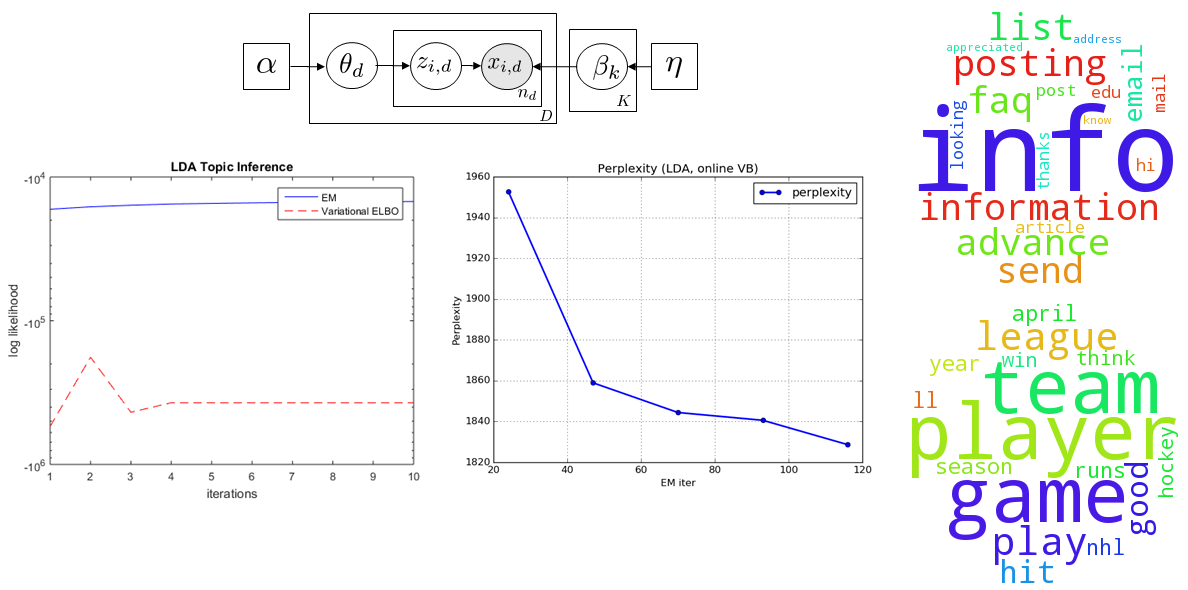 α
θ_d
z_{i,d}
x_{i,d}
n_d
D
β_k
K
η
LDA Topic Inference
EM
Variational ELBO
-10^4
-10^5
-10^6
log likelihood
1 2 3 4 5 6 7 8 9 10
iterations
Perplexity (LDA, online VB)
perplexity
1960
1940
1920
1900
1880
1860
1840
1820
Perplexity
20 40 60 80 100 120
EM iter
list
address
appreciated
posting
email
mail
faq
post
edu
looking
know
info
thanks
hi
information
article
advance
send
april
league
year
win
think
team
ll
player
hockey
season
runs
good
game
play
nhl
hit